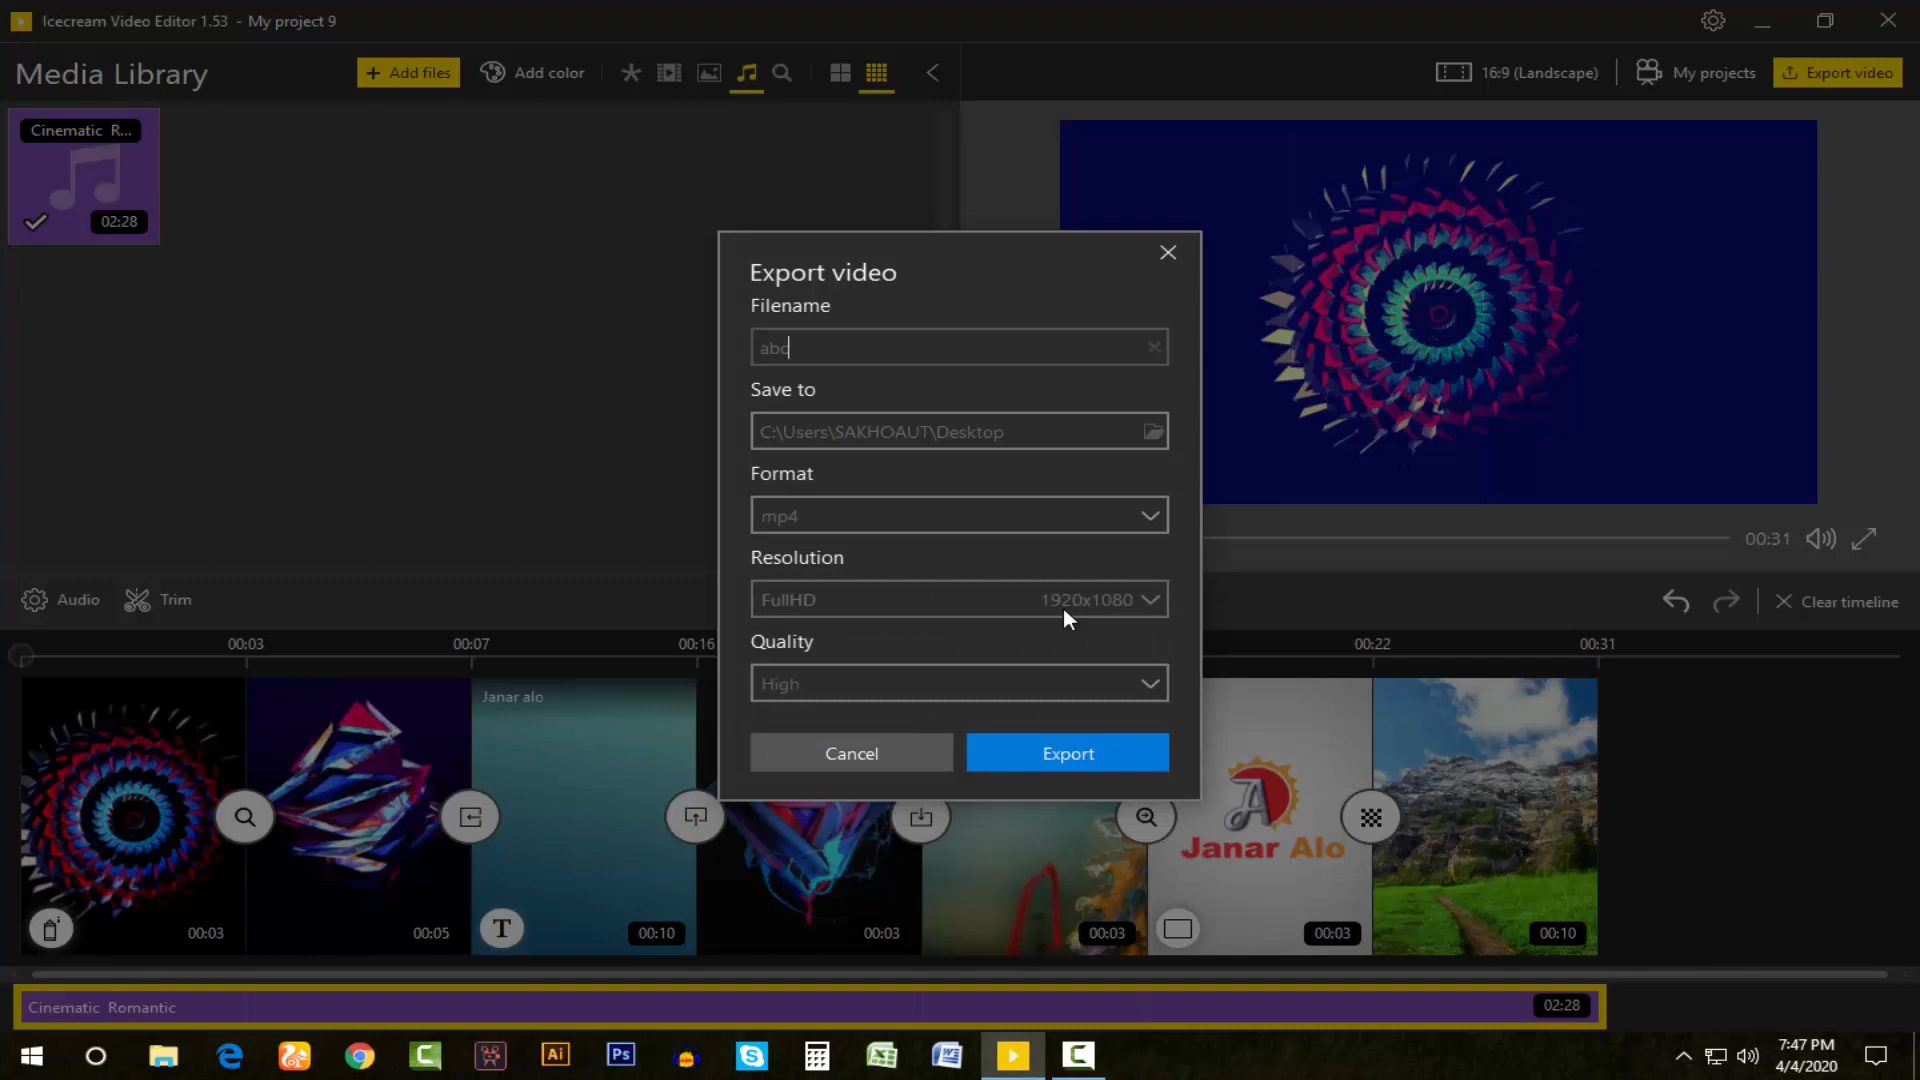 Icecream Video Editor 1.53 - My project 9
Media Library
Add files
Add color
16:9 (Landscape)
My projects
Export video
Cinematic R...
02:28
Export video
Filename
abc
Save to
C:\Users\SAKHOAUT\Desktop
Format
mp4
00:31
Resolution
FullHD 1920x1080
Audio
Trim
Clear timeline
Quality
High
00:03
00:07
00:16
00:22
00:31
Cancel
Export
Janar alo
T
Janar Alo
00:03
00:05
00:10
00:03
00:03
00:03
00:10
Cinematic Romantic
02:28
Ai
Ps
7:47 PM
4/4/2020